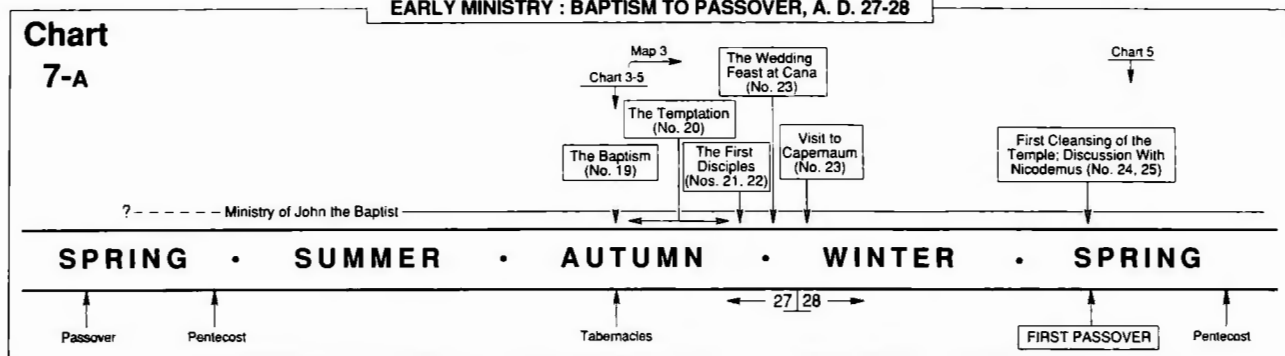 EARLY MINISTRY : BAPTISM TO PASSOVER, A. D. 27-28
Chart
7-A
Map 3
Chart 3-5
The Wedding
Feast at Cana
(No. 23)
Chart 5
The Temptation
(No. 20)
The Baptism
(No. 19)
The First
Disciples
(Nos. 21, 22)
Visit to
Capernaum
(No. 23)
First Cleansing of the
Temple; Discussion With
Nicodemus (No. 24, 25)
? - - - - - - Ministry of John the Baptist
SPRING • SUMMER • AUTUMN • WINTER • SPRING
27 28
Passover
Pentecost
Tabernacles
FIRST PASSOVER
Pentecost